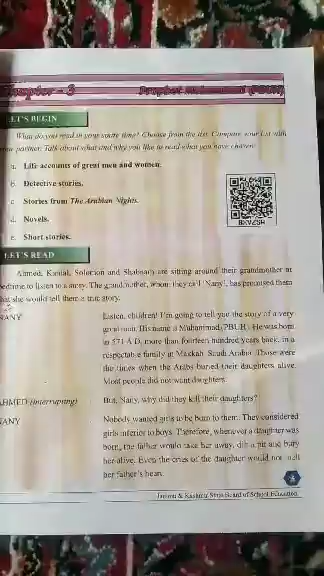 Chapter - 3 Prophet Muhammad (PBUH)
LET'S BEGIN
What do you read in your spare time? Choose from the list. Compare your list with
your partner. Talk about what and why you like to read what you have chosen:
a. Life accounts of great men and women.
b. Detective stories.
c. Stories from The Arabian Nights.
d. Novels.
e. Short stories.
BKVZSH
LET'S READ
Ahmed, Kamal, Solomon and Shabnam are sitting around their grandmother at
bedtime to listen to a story. The grandmother, whom they call 'Nany', has promised them
that she would tell them a true story.
NANY Listen, children! I'm going to tell you the story of a very
great man. His name is Muhammad (PBUH). He was born
in 571 A.D, more than fourteen hundred years back, in a
respectable family at Makkah, Saudi Arabia. Those were
the times when the Arabs buried their daughters alive.
Most people did not want daughters.
AHMED (interrupting) But, Nany, why did they kill their daughters?
NANY Nobody wanted girls to be born to them. They considered
girls inferior to boys. Therefore, whenever a daughter was
born, the father would take her away, dig a pit and bury
her alive. Even the cries of the daughter would not melt
her father's heart.
Jammu & Kashmir State Board of School Education